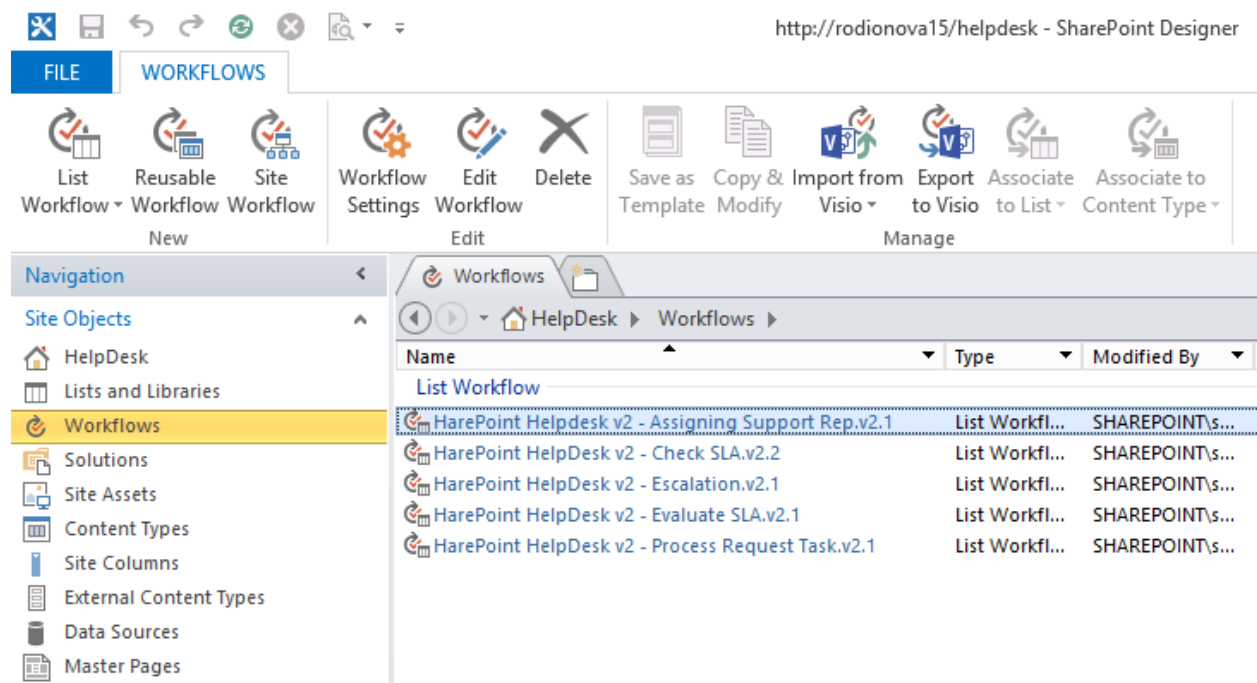 http://rodionova15/helpdesk - SharePoint Designer
FILE WORKFLOWS
List Workflow
Reusable Workflow
Site Workflow
Workflow Settings
Edit Workflow
Delete
Save as Template
Copy & Modify
Import from Visio
Export to Visio
Associate to List
Associate to Content Type
New Edit Manage
Navigation
Site Objects
HelpDesk
Lists and Libraries
Workflows
Solutions
Site Assets
Content Types
Site Columns
External Content Types
Data Sources
Master Pages
Workflows
HelpDesk Workflows
Name Type Modified By
List Workflow
HarePoint Helpdesk v2 - Assigning Support Rep.v2.1 List Workfl... SHAREPOINT\s...
HarePoint HelpDesk v2 - Check SLA.v2.2 List Workfl... SHAREPOINT\s...
HarePoint HelpDesk v2 - Escalation.v2.1 List Workfl... SHAREPOINT\s...
HarePoint HelpDesk v2 - Evaluate SLA.v2.1 List Workfl... SHAREPOINT\s...
HarePoint HelpDesk v2 - Process Request Task.v2.1 List Workfl... SHAREPOINT\s...